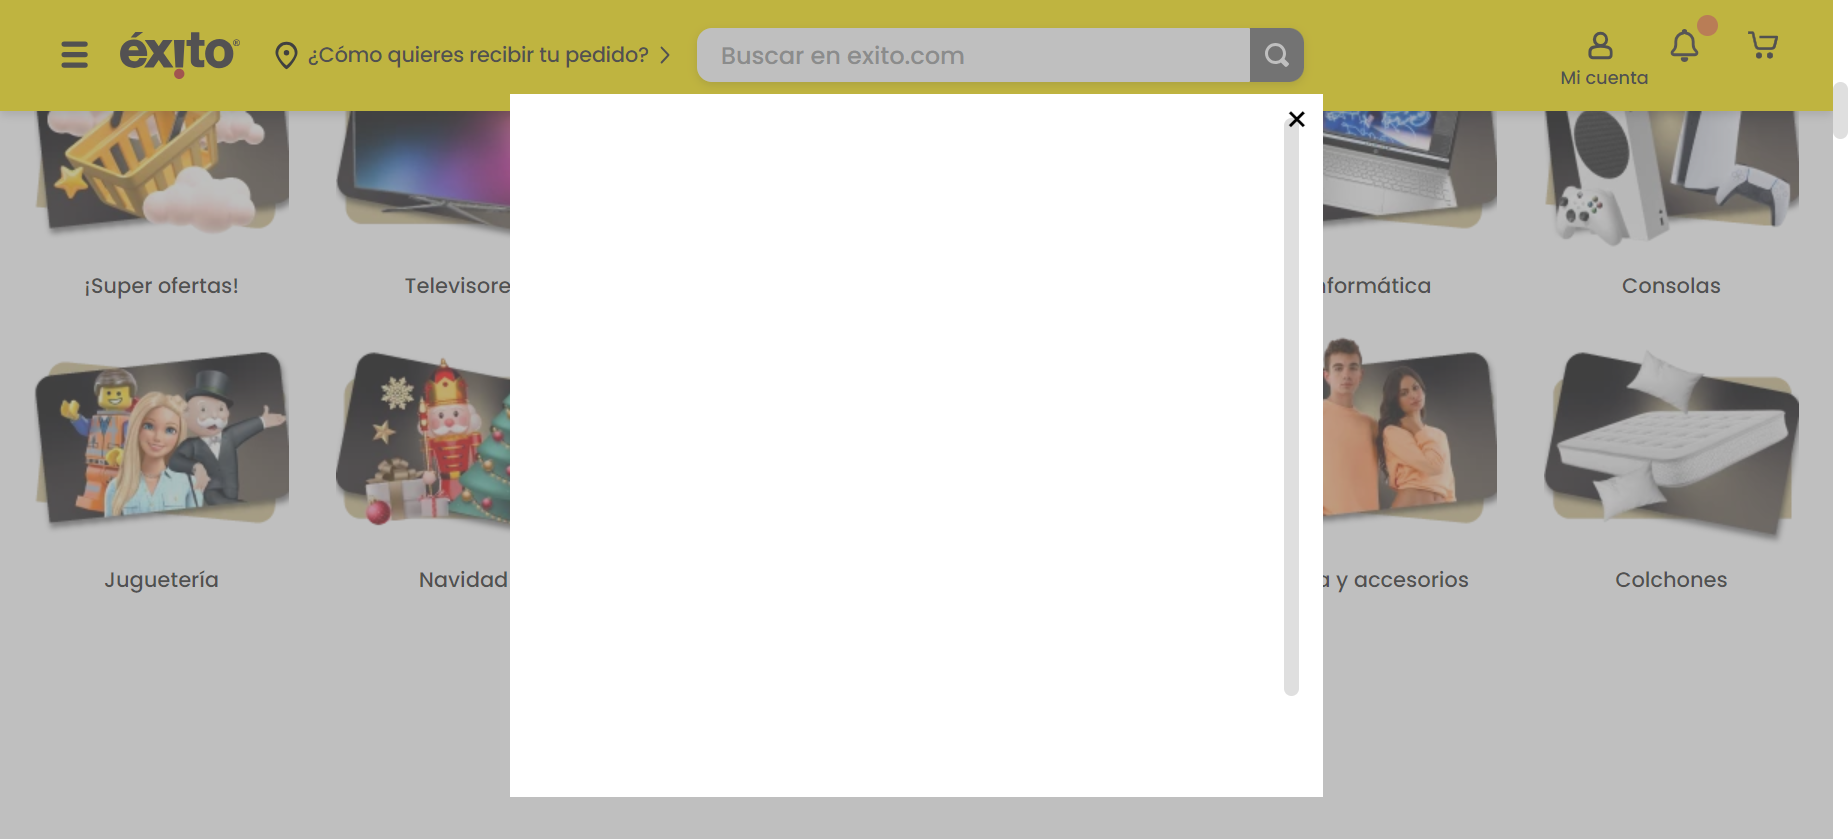 éxito®
¿Cómo quieres recibir tu pedido?
Buscar en exito.com
Mi cuenta
¡Super ofertas!
Televisore
nformática
Consolas
Juguetería
Navidad
a y accesorios
Colchones